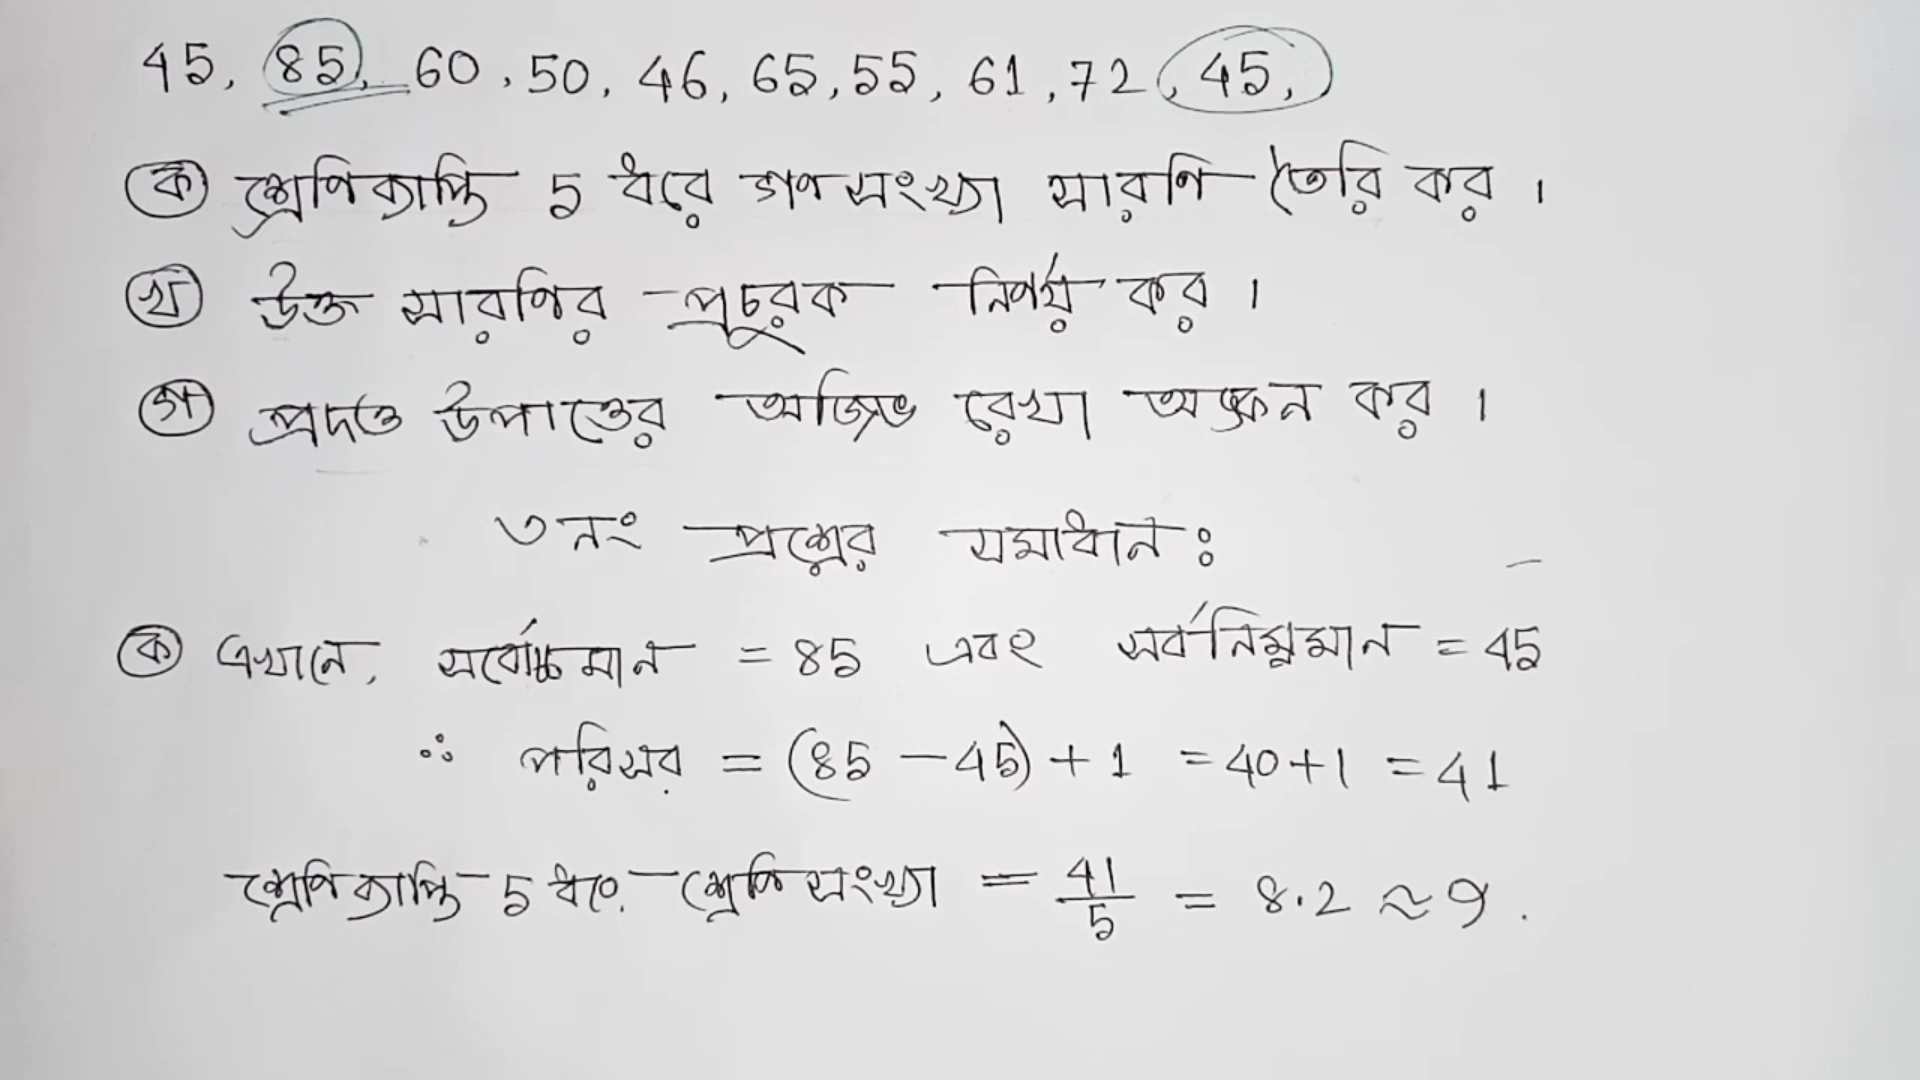 45, 85, 60, 50, 46, 65, 55, 61, 72, 45,
ক শ্রেণিব্যাপ্তি 5 ধরে গণসংখ্যা সারণি তৈরি কর।
খ উক্ত সারণির প্রচুরক নির্ণয় কর।
গ প্রদত্ত উপাত্তের অজিভ রেখা অঙ্কন কর।
৩নং প্রশ্নের সমাধান:
ক এখানে, সর্বোচ্চমান = 85 এবং সর্বনিম্নমান = 45
∴ পরিসর = (85 – 45) + 1 = 40+1 = 41
শ্রেণিব্যাপ্তি 5 ধরে শ্রেণিসংখ্যা = 41/5 = 8.2 ≈ 9.